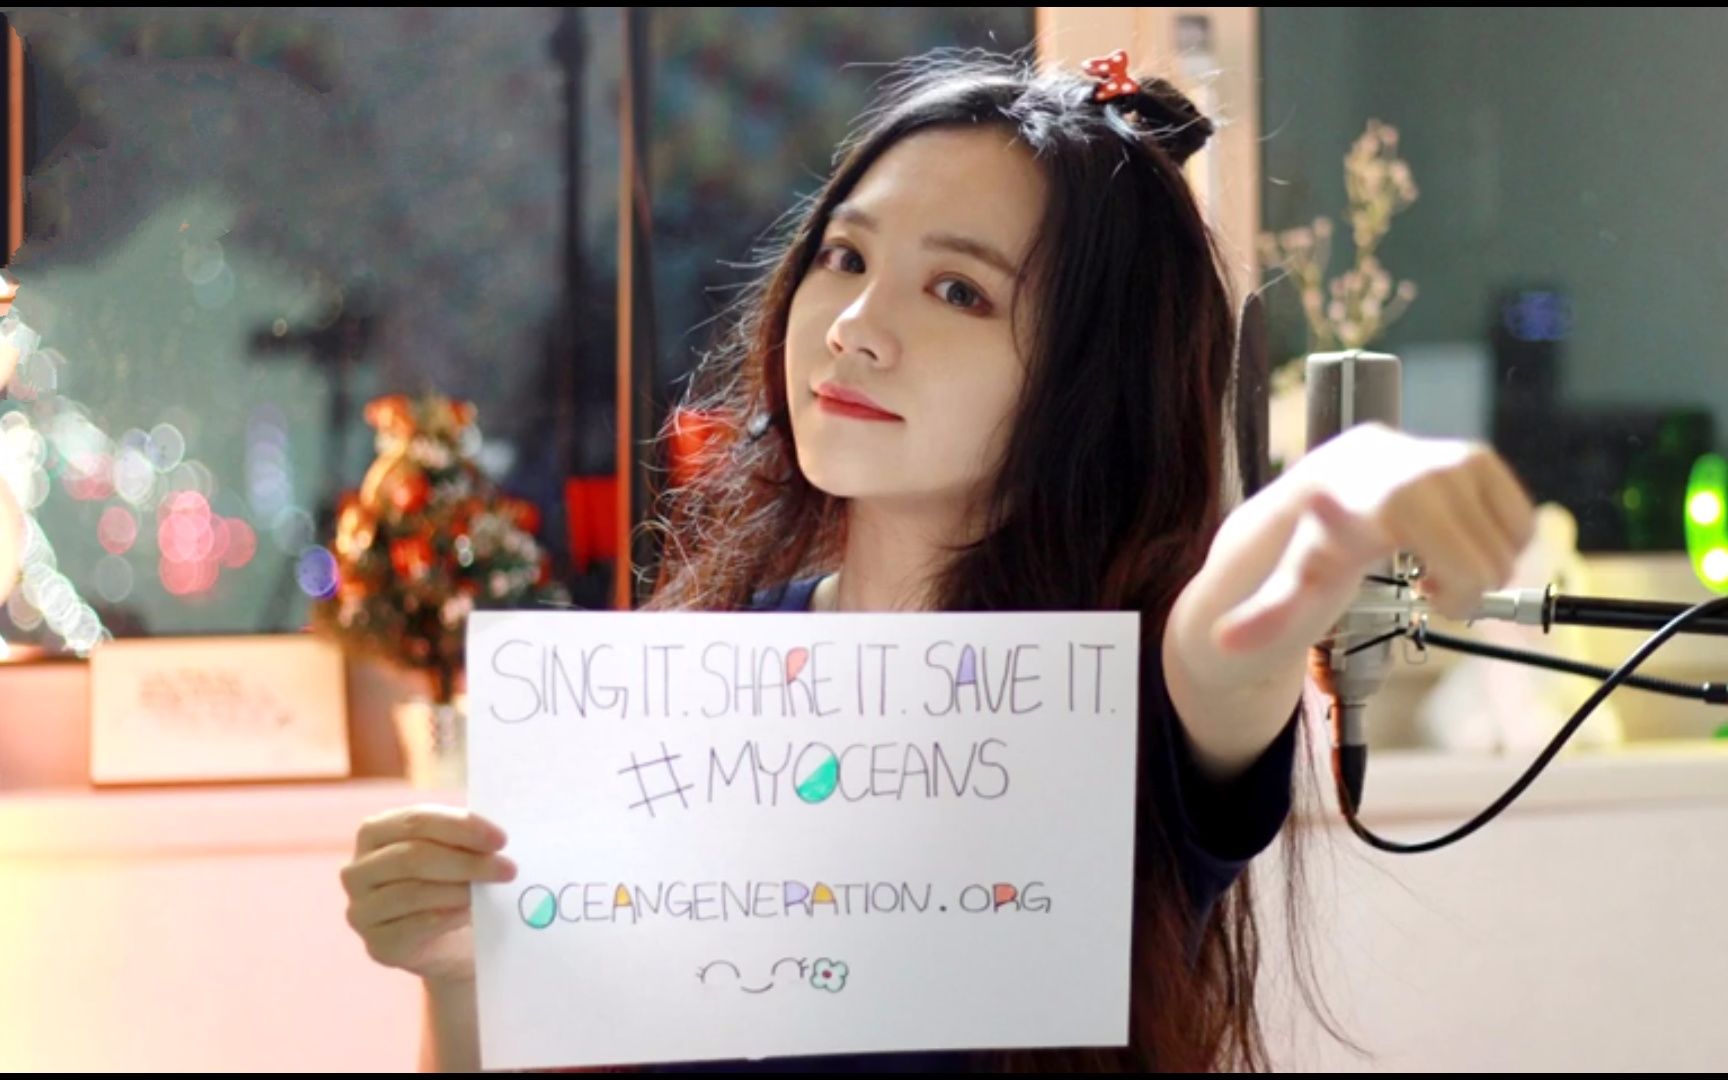 SING IT. SHARE IT. SAVE IT.
#MYOCEANS
OCEANGENERATION.ORG